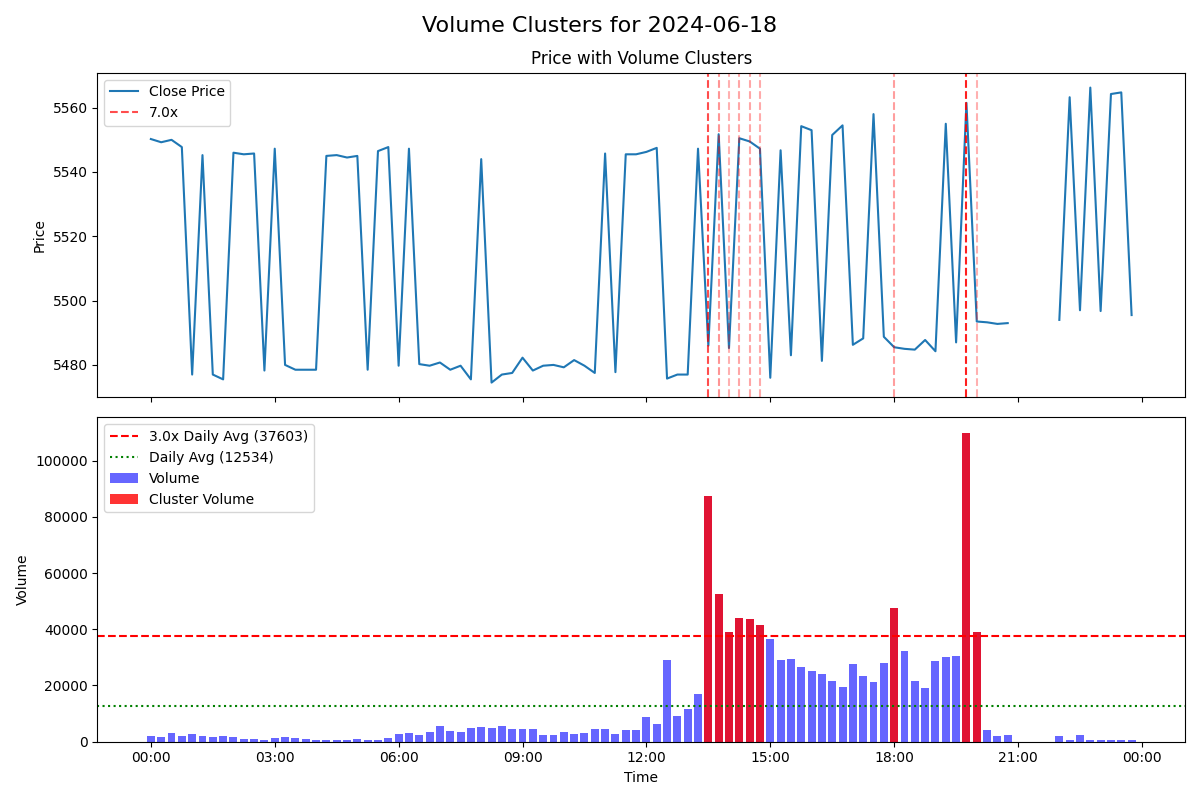 Volume Clusters for 2024-06-18
Price with Volume Clusters
Close Price
7.0x
5560
5540
5520
5500
5480
Price
3.0x Daily Avg (37603)
Daily Avg (12534)
Volume
Cluster Volume
100000
80000
60000
40000
20000
0
Volume
00:00 03:00 06:00 09:00 12:00 15:00 18:00 21:00 00:00
Time